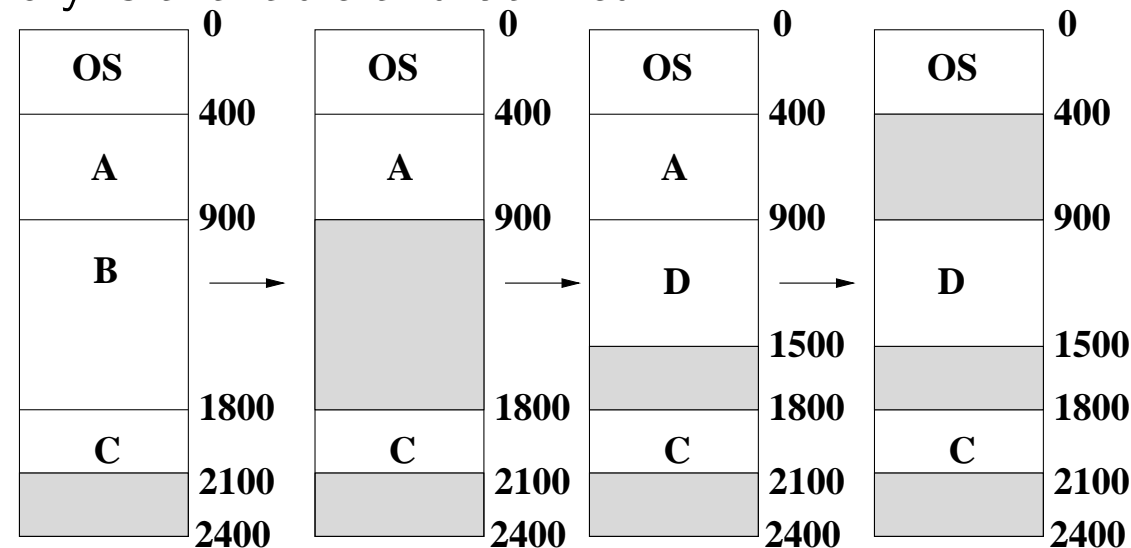 0 0 0 0
OS OS OS OS
400 400 400 400
A A A
900 900 900 900
B D D
1500 1500
1800 1800 1800 1800
C C C C
2100 2100 2100 2100
2400 2400 2400 2400